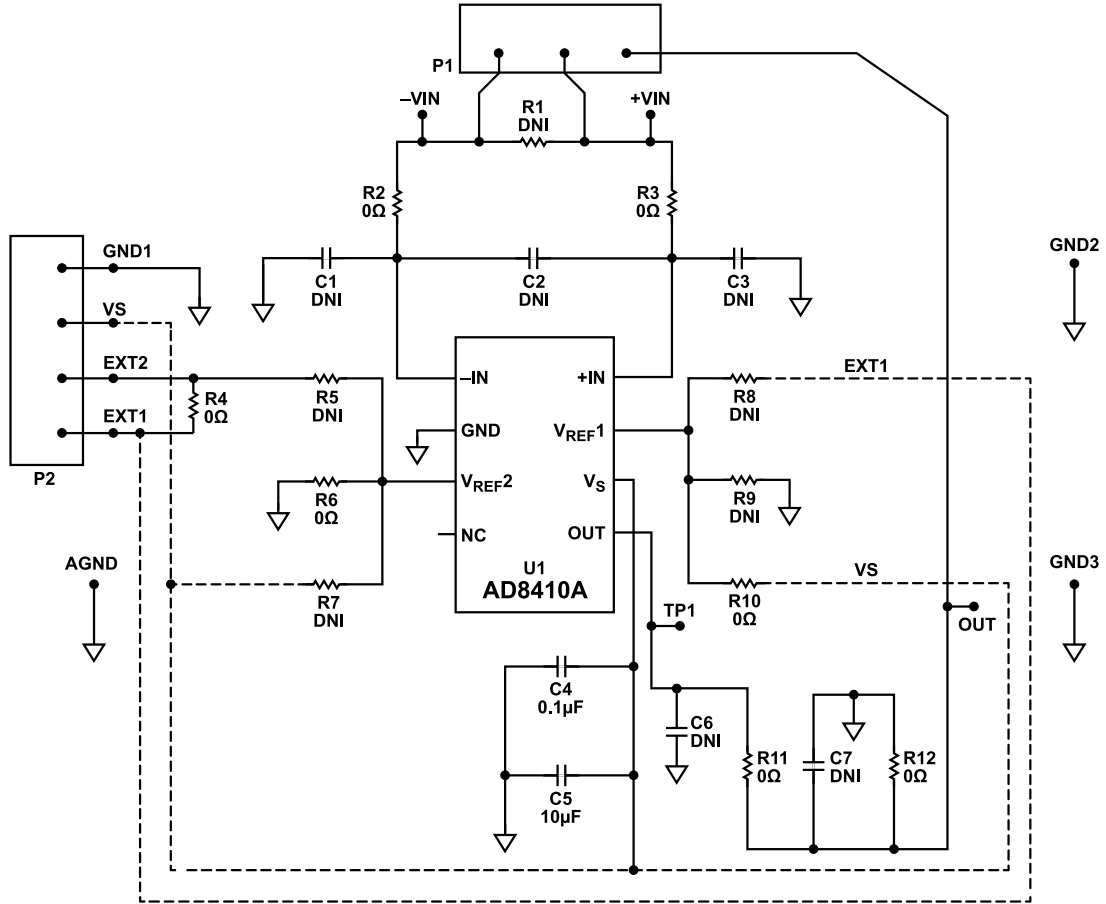 P1
–VIN
R1
DNI
+VIN
R2
0Ω
R3
0Ω
GND1
C1
DNI
C2
DNI
C3
DNI
GND2
VS
EXT2
R4
0Ω
EXT1
P2
R5
DNI
–IN
+IN
R8
DNI
EXT1
GND
VREF1
R6
0Ω
VREF2
VS
R9
DNI
NC
OUT
AGND
R7
DNI
U1
AD8410A
R10
0Ω
VS
GND3
TP1
OUT
C4
0.1µF
C6
DNI
R11
0Ω
C7
DNI
R12
0Ω
C5
10µF